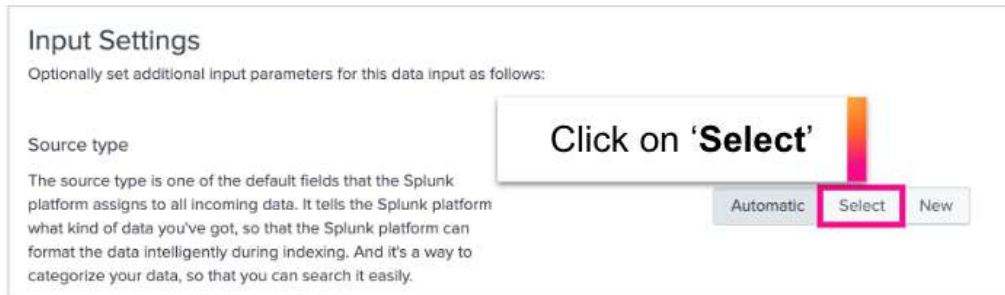 Input Settings
Optionally set additional input parameters for this data input as follows:
Click on ‘Select’
Source type
The source type is one of the default fields that the Splunk
platform assigns to all incoming data. It tells the Splunk platform
what kind of data you've got, so that the Splunk platform can
format the data intelligently during indexing. And it's a way to
categorize your data, so that you can search it easily.
Automatic Select New